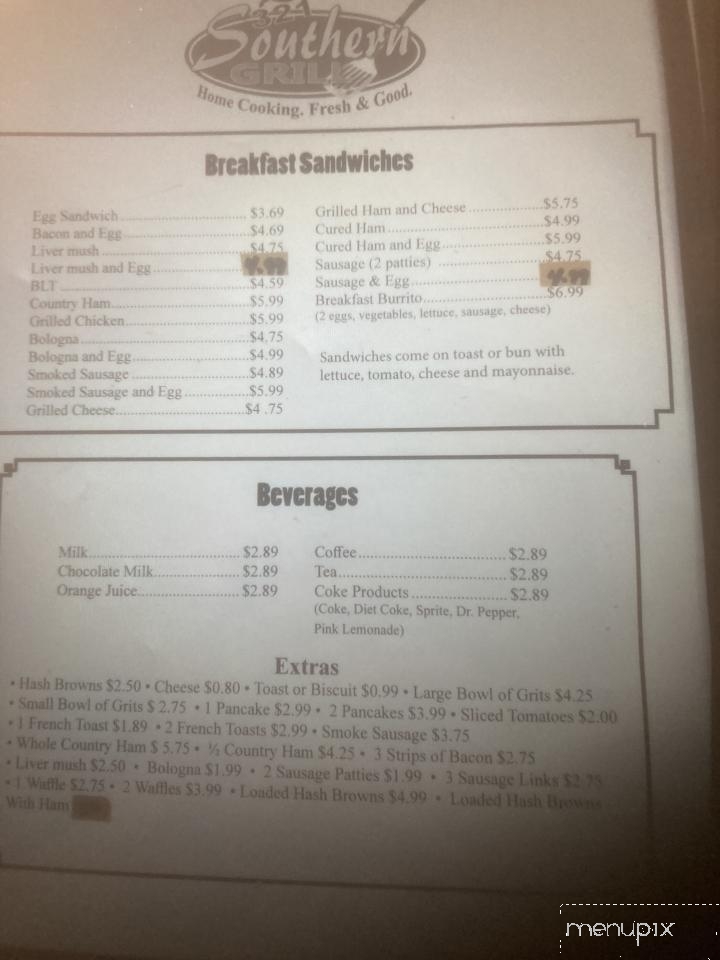 321
Southern
GRILL
Home Cooking. Fresh & Good.
Breakfast Sandwiches
Egg Sandwich $3.69
Bacon and Egg $4.69
Liver mush $4.75
Liver mush and Egg 4.99
BLT $4.59
Country Ham $5.99
Grilled Chicken $5.99
Bologna $4.75
Bologna and Egg $4.99
Smoked Sausage $4.89
Smoked Sausage and Egg $5.99
Grilled Cheese $4 .75
Grilled Ham and Cheese $5.75
Cured Ham $4.99
Cured Ham and Egg $5.99
Sausage (2 patties) $4.75
Sausage & Egg 4.99
Breakfast Burrito $6.99
(2 eggs, vegetables, lettuce, sausage, cheese)
Sandwiches come on toast or bun with
lettuce, tomato, cheese and mayonnaise.
Beverages
Milk $2.89
Chocolate Milk $2.89
Orange Juice $2.89
Coffee $2.89
Tea $2.89
Coke Products $2.89
(Coke, Diet Coke, Sprite, Dr. Pepper,
Pink Lemonade)
Extras
• Hash Browns $2.50 • Cheese $0.80 • Toast or Biscuit $0.99 • Large Bowl of Grits $4.25
• Small Bowl of Grits $ 2.75 • 1 Pancake $2.99 • 2 Pancakes $3.99 • Sliced Tomatoes $2.00
• 1 French Toast $1.89 • 2 French Toasts $2.99 • Smoke Sausage $3.75
• Whole Country Ham $ 5.75 • ½ Country Ham $4.25 • 3 Strips of Bacon $2.75
• Liver mush $2.50 • Bologna $1.99 • 2 Sausage Patties $1.99 • 3 Sausage Links $2.75
• 1 Waffle $2.75 • 2 Waffles $3.99 • Loaded Hash Browns $4.99 • Loaded Hash Browns
With Ham
menupix